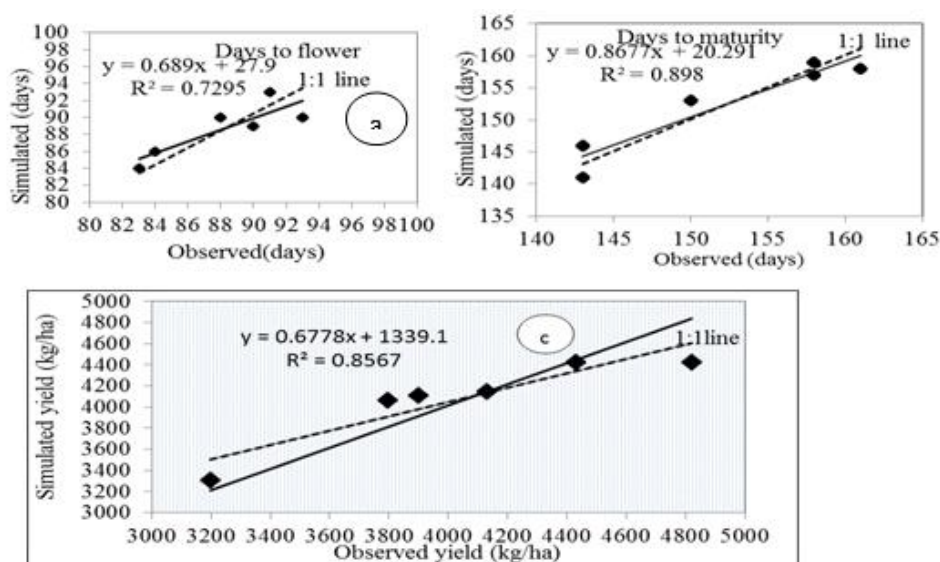 Days to flower
y = 0.689x + 27.9
R² = 0.7295
1:1 line
a
Simulated (days)
100
98
96
94
92
90
88
86
84
82
80
80 82 84 86 88 90 92 94 96 98 100
Observed(days)
Days to maturity
y = 0.8677x + 20.291
R² = 0.898
1:1 line
Simulated (days)
165
160
155
150
145
140
135
140 145 150 155 160 165
Observed (days)
y = 0.6778x + 1339.1
R² = 0.8567
c
1:1line
Simulated yield (kg/ha)
5000
4800
4600
4400
4200
4000
3800
3600
3400
3200
3000
3000 3200 3400 3600 3800 4000 4200 4400 4600 4800 5000
Observed yield (kg/ha)